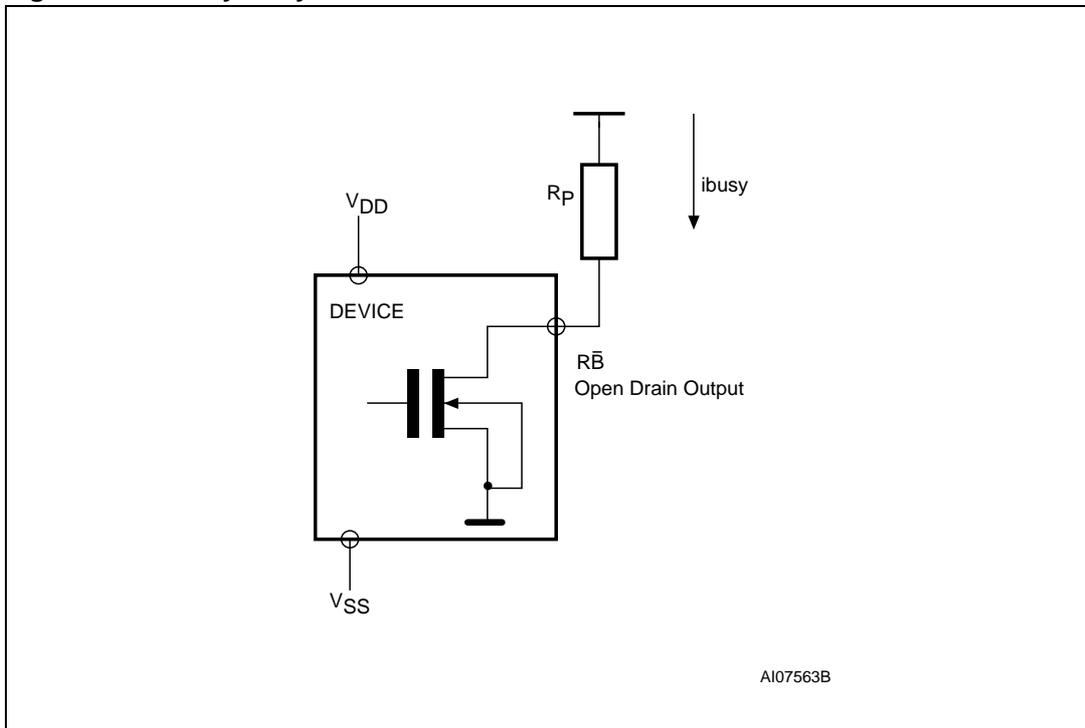 RP
ibusy
VDD
DEVICE
RB̅
Open Drain Output
VSS
AI07563B